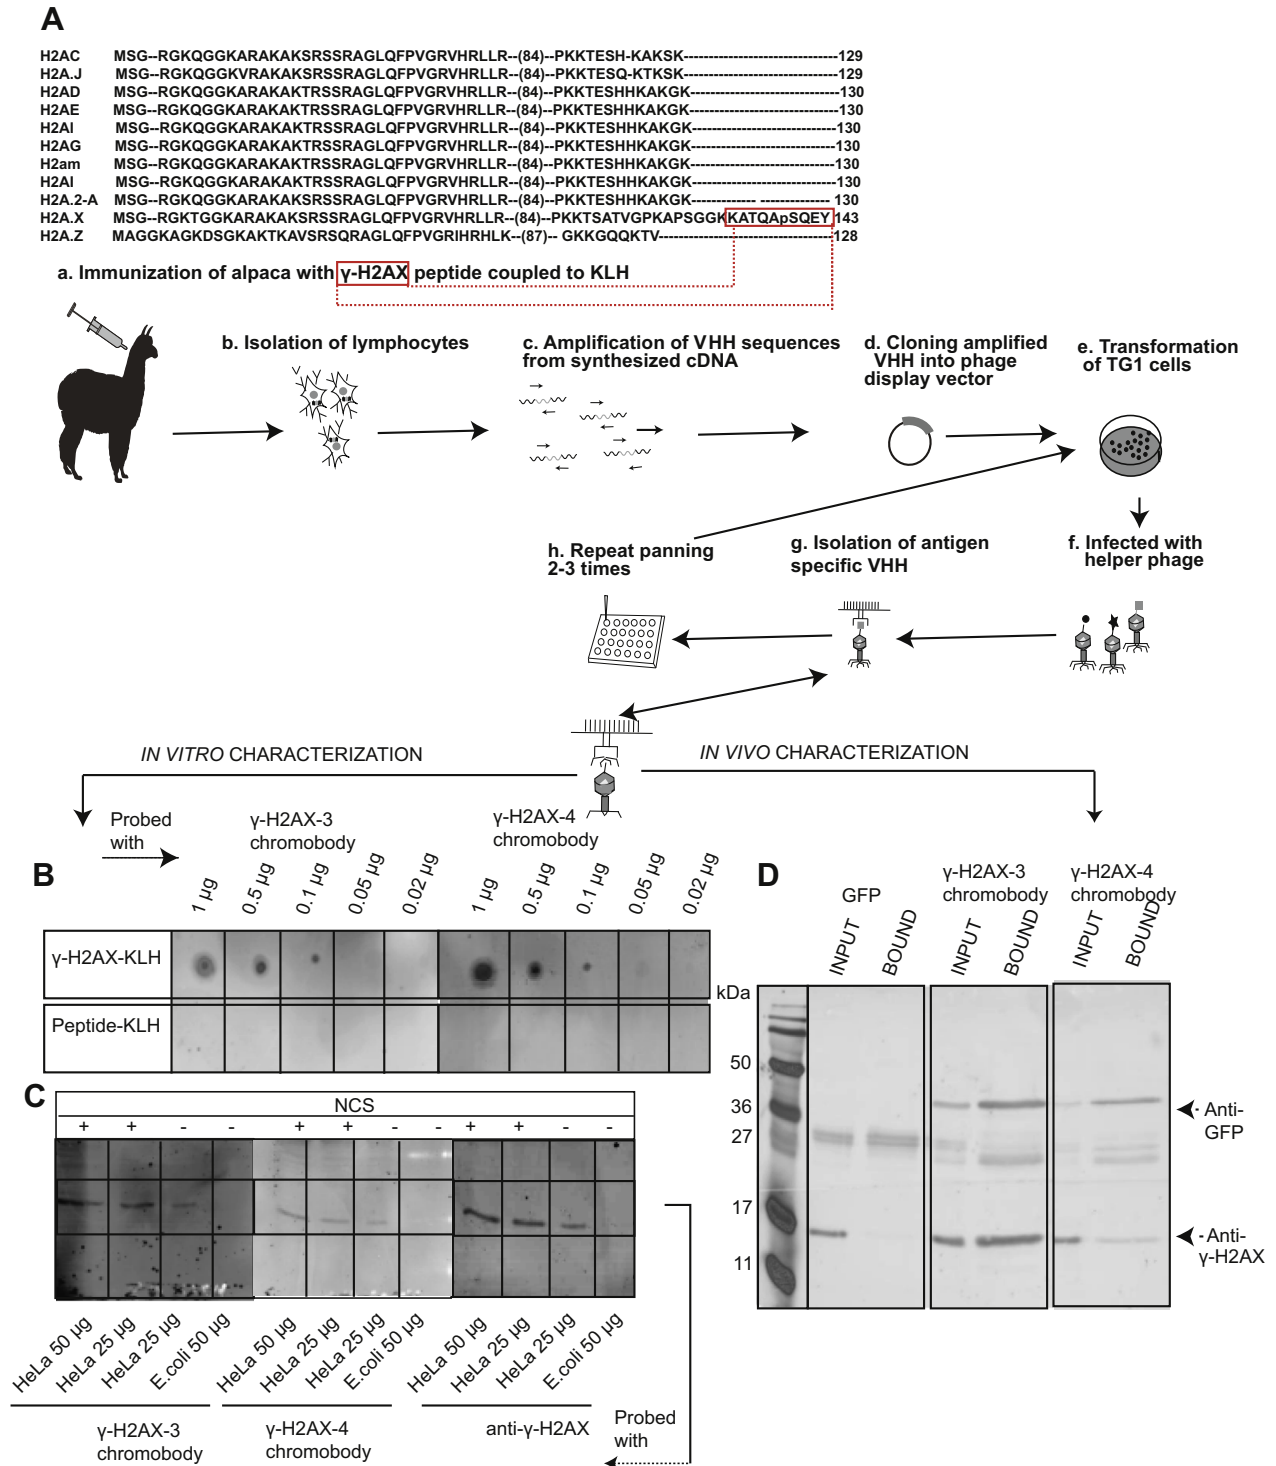 A
H2AC MSG--RGKQGGKARAKAKSRSSRAGLQFPVGRVHRLLR--(84)--PKKTESH-KAKSK-------------------------------129
H2A.J MSG--RGKQGGKVRAKAKSRSSRAGLQFPVGRVHRLLR--(84)--PKKTESQ-KTKSK-------------------------------129
H2AD MSG--RGKQGGKARAKAKTRSSRAGLQFPVGRVHRLLR--(84)--PKKTESHHKAKGK------------------------------130
H2AE MSG--RGKQGGKARAKAKTRSSRAGLQFPVGRVHRLLR--(84)--PKKTESHHKAKGK-----------------------------130
H2AI MSG--RGKQGGKARAKAKTRSSRAGLQFPVGRVHRLLR--(84)--PKKTESHHKAKGK-----------------------------130
H2AG MSG--RGKQGGKARAKAKTRSSRAGLQFPVGRVHRLLR--(84)--PKKTESHHKAKGK-----------------------------130
H2am MSG--RGKQGGKARAKAKTRSSRAGLQFPVGRVHRLLR--(84)--PKKTESHHKAKGK-----------------------------130
H2AI MSG--RGKQGGKARAKAKTRSSRAGLQFPVGRVHRLLR--(84)--PKKTESHHKAKGK-----------------------------130
H2A.2-A MSG--RGKQGGKARAKAKTRSSRAGLQFPVGRVHRLLR--(84)--PKKTESHHKAKGK------------- -------------- 130
H2A.X MSG--RGKTGGKARAKAKSRSSRAGLQFPVGRVHRLLR--(84)--PKKTSATVGPKAPSGGKKATQApSQEY 143
H2A.Z MAGGKAGKDSGKAKTKAVSRSQRAGLQFPVGRIHRHLK--(87)- GKKGQQKTV-----------------------------------128
a. Immunization of alpaca with γ-H2AX peptide coupled to KLH
b. Isolation of lymphocytes
c. Amplification of VHH sequences
from synthesized cDNA
d. Cloning amplified
VHH into phage
display vector
e. Transformation
of TG1 cells
f. Infected with
helper phage
g. Isolation of antigen
specific VHH
h. Repeat panning
2-3 times
IN VITRO CHARACTERIZATION
IN VIVO CHARACTERIZATION
B
Probed
with
γ-H2AX-3
chromobody
γ-H2AX-4
chromobody
1 µg 0.5 µg 0.1 µg 0.05 µg 0.02 µg 1 µg 0.5 µg 0.1 µg 0.05 µg 0.02 µg
γ-H2AX-KLH
Peptide-KLH
C
NCS
+ + - - + + - - + + - -
HeLa 50 µg HeLa 25 µg HeLa 25 µg E.coli 50 µg HeLa 50 µg HeLa 25 µg HeLa 25 µg E.coli 50 µg HeLa 50 µg HeLa 25 µg HeLa 25 µg E.coli 50 µg
γ-H2AX-3
chromobody
γ-H2AX-4
chromobody
anti-γ-H2AX
Probed
with
D
GFP
γ-H2AX-3
chromobody
γ-H2AX-4
chromobody
INPUT BOUND INPUT BOUND INPUT BOUND
kDa
50
36
27
17
11
Anti-
GFP
Anti-
γ-H2AX